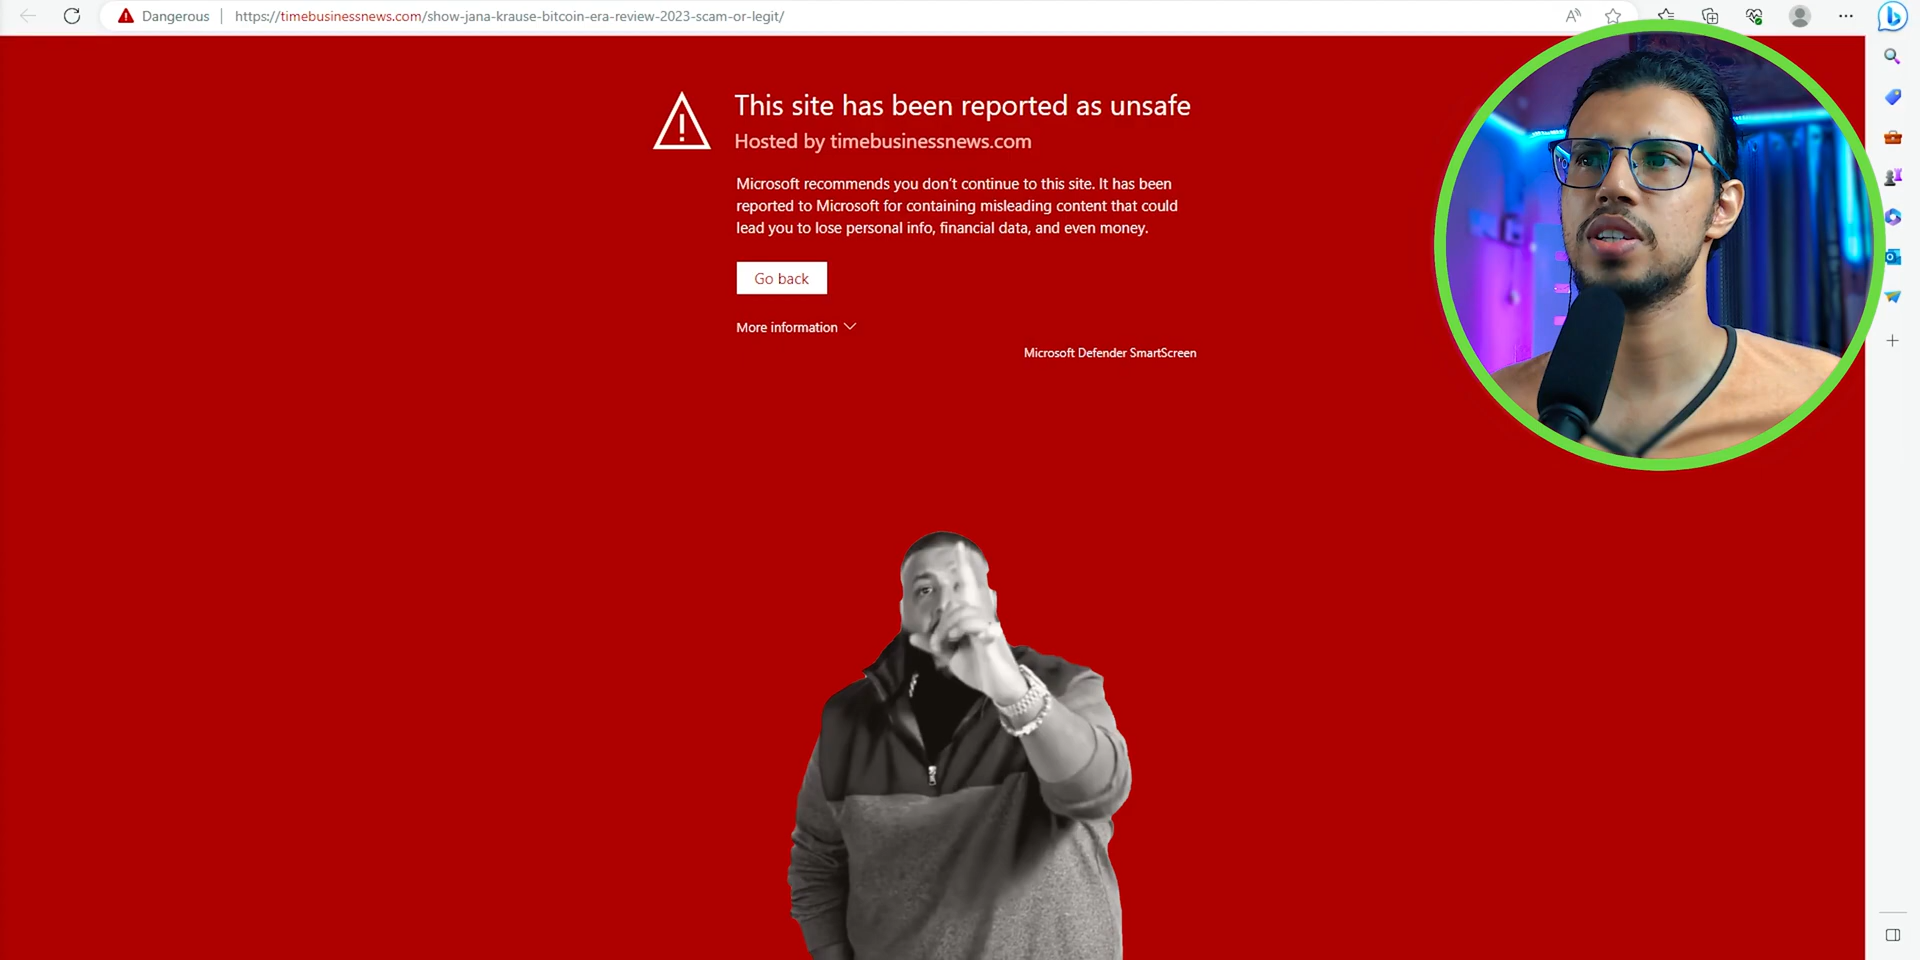 Dangerous
https://timebusinessnews.com/show-jana-krause-bitcoin-era-review-2023-scam-or-legit/
This site has been reported as unsafe
Hosted by timebusinessnews.com
Microsoft recommends you don't continue to this site. It has been
reported to Microsoft for containing misleading content that could
lead you to lose personal info, financial data, and even money.
Go back
More information
Microsoft Defender SmartScreen